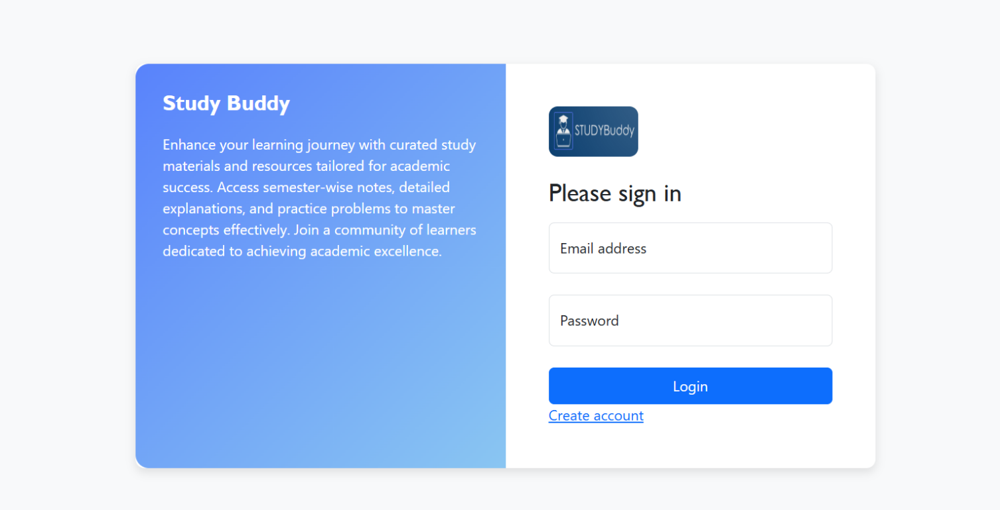 Study Buddy
Enhance your learning journey with curated study
materials and resources tailored for academic
success. Access semester-wise notes, detailed
explanations, and practice problems to master
concepts effectively. Join a community of learners
dedicated to achieving academic excellence.
STUDYBuddy
Please sign in
Email address
Password
Login
Create account